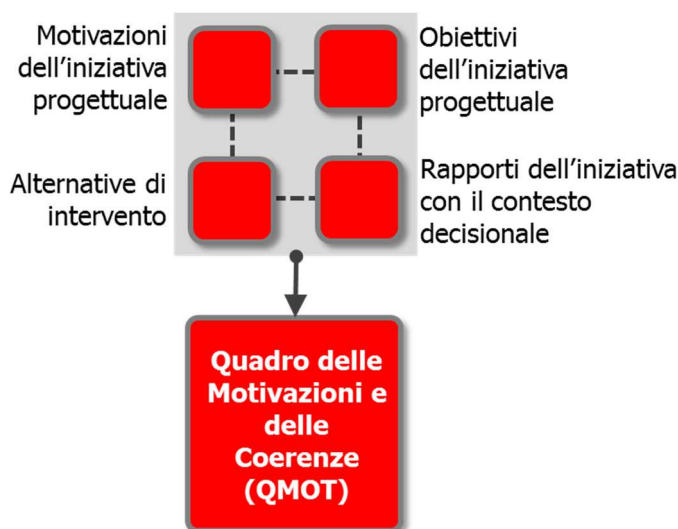 Motivazioni
dell'iniziativa
progettuale
Obiettivi
dell'iniziativa
progettuale
Alternative di
intervento
Rapporti dell'iniziativa
con il contesto
decisionale
Quadro delle
Motivazioni e
delle
Coerenze
(QMOT)